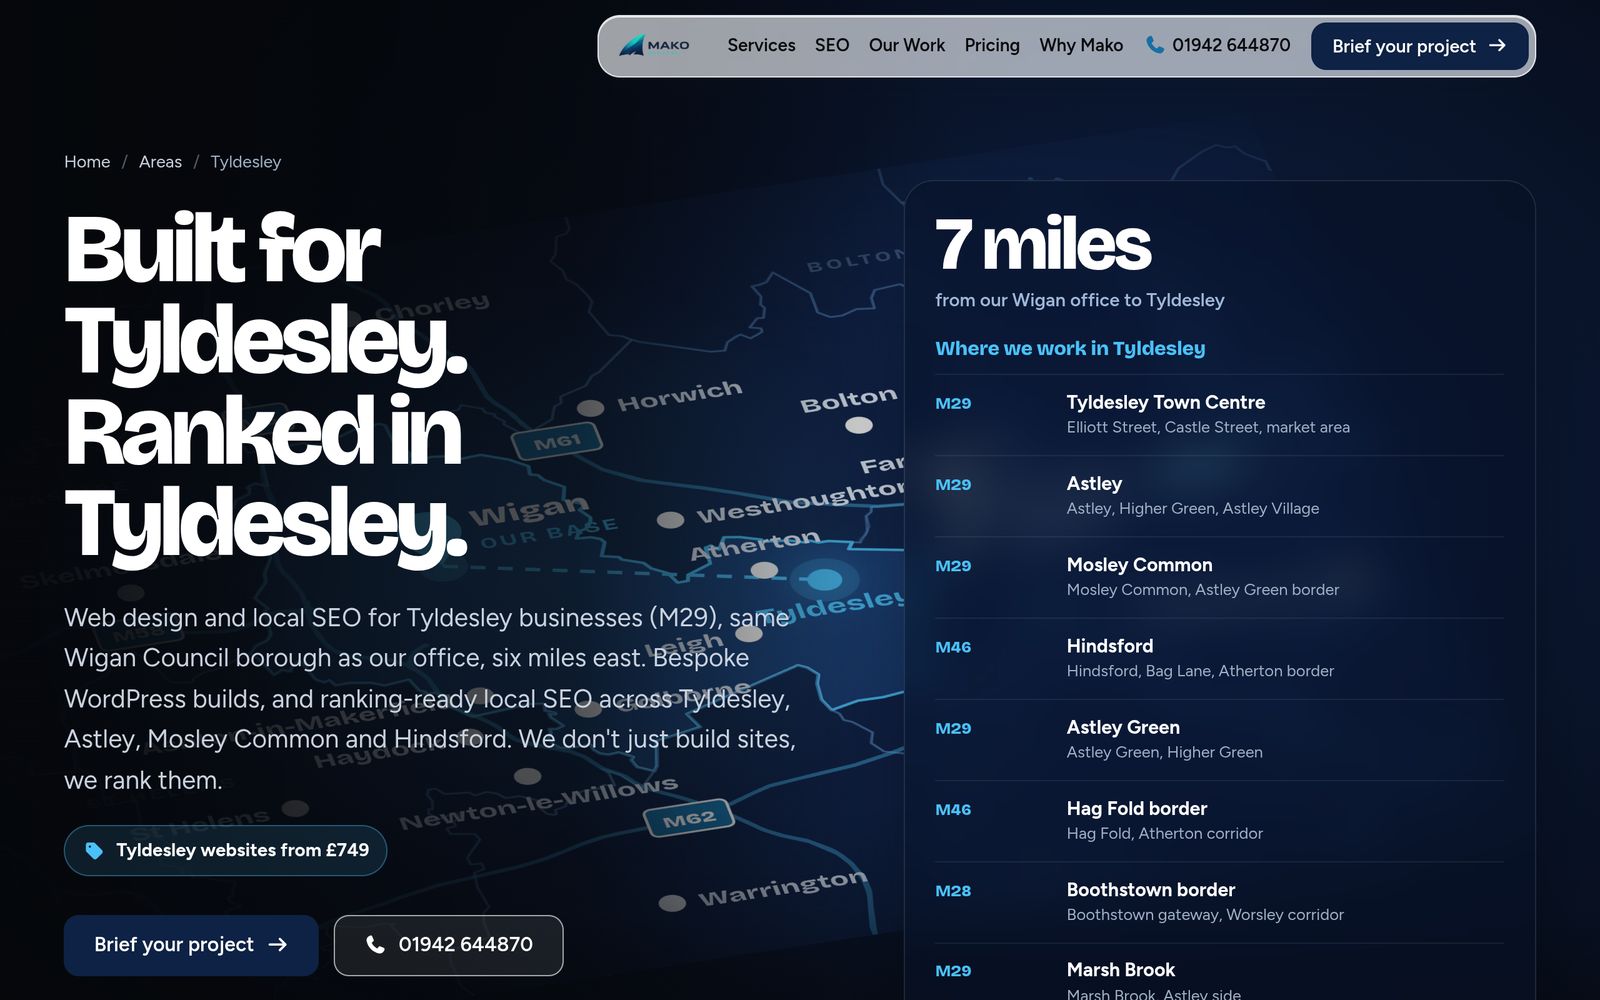 MAKO
Services
SEO
Our Work
Pricing
Why Mako
01942 644870
Brief your project
Home / Areas / Tyldesley
Built for
Tyldesley.
Ranked in
Tyldesley.
Web design and local SEO for Tyldesley businesses (M29), same
Wigan Council borough as our office, six miles east. Bespoke
WordPress builds, and ranking-ready local SEO across Tyldesley,
Astley, Mosley Common and Hindsford. We don't just build sites,
we rank them.
Tyldesley websites from £749
Brief your project
01942 644870
Chorley
BOLTON
Horwich
Bolton
M61
Wigan
OUR BASE
Westhoughton
Atherton
Tyldesley
Leigh
Golborne
Haydock
Newton-le-Willows
St Helens
M62
Warrington
M58
7 miles
from our Wigan office to Tyldesley
Where we work in Tyldesley
M29
Tyldesley Town Centre
Elliott Street, Castle Street, market area
M29
Astley
Astley, Higher Green, Astley Village
M29
Mosley Common
Mosley Common, Astley Green border
M46
Hindsford
Hindsford, Bag Lane, Atherton border
M29
Astley Green
Astley Green, Higher Green
M46
Hag Fold border
Hag Fold, Atherton corridor
M28
Boothstown border
Boothstown gateway, Worsley corridor
M29
Marsh Brook
Marsh Brook, Astley side